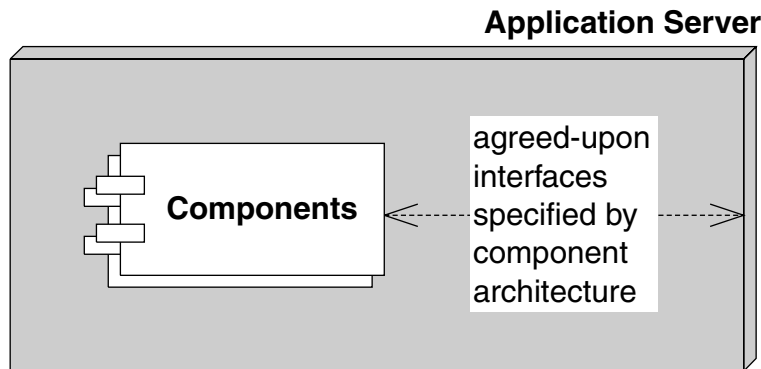 Application Server
Components
agreed-upon
interfaces
specified by
component
architecture